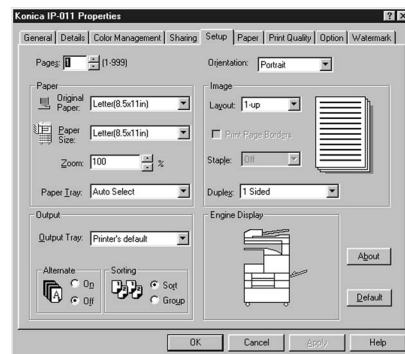 Konica IP-011 Properties
General Details Color Management Sharing Setup Paper Print Quality Option Watermark
Pages: 1 (1-999)
Orientation: Portrait
Paper
Original Paper: Letter(8.5x11in)
Paper Size: Letter(8.5x11in)
Zoom: 100 %
Paper Tray: Auto Select
Image
Layout: 1-up
Print Page Borders
Staple: Off
Duplex: 1 Sided
Output
Output Tray: Printer's default
Alternate
On
Off
Sorting
Sort
Group
Engine Display
About
Default
OK Cancel Apply Help